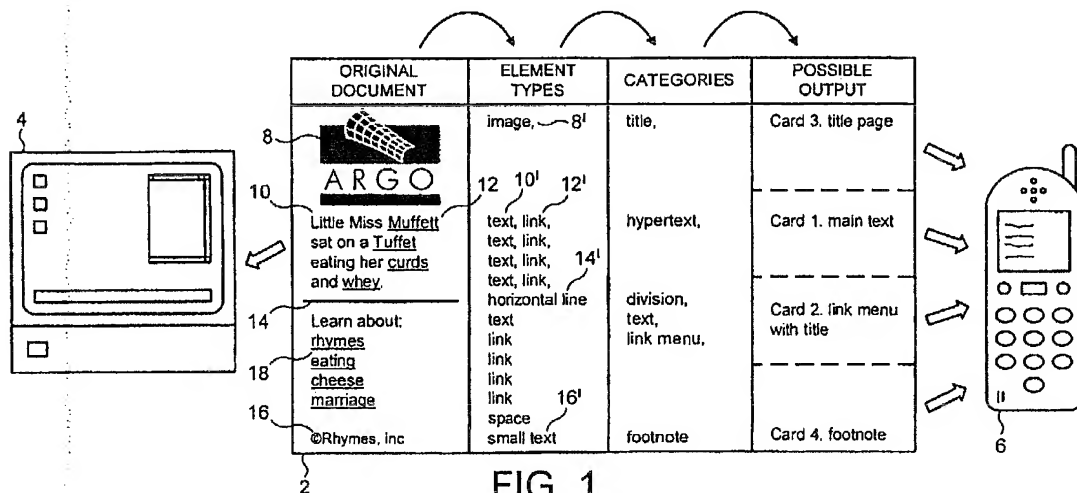 ORIGINAL DOCUMENT
ELEMENT TYPES
CATEGORIES
POSSIBLE OUTPUT
4
8
ARGO
image, 8'
title,
Card 3. title page
10
12
10' 12'
Little Miss Muffett
text, link,
hypertext,
Card 1. main text
sat on a Tuffet
text, link,
eating her curds
text, link,
and whey.
text, link,
14'
14
horizontal line
division,
Card 2. link menu with title
Learn about:
text
text,
18
rhymes
link
link menu,
eating
link
cheese
link
marriage
link
space
16
16'
©Rhymes, inc
small text
footnote
Card 4. footnote
2
6
FIG. 1